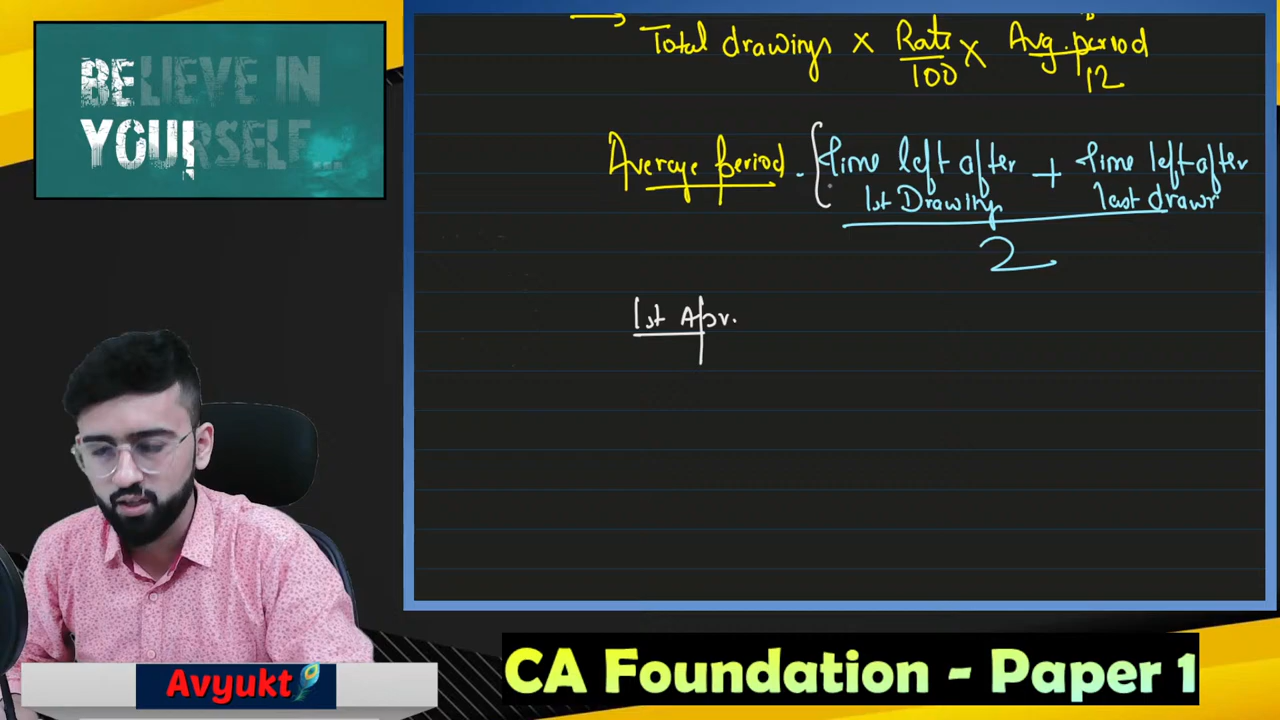 BELIEVE IN
YOURSELF...
Total drawings × Rate/100 × Avg. period/12
Average period - {Time left after 1st Drawing + Time left after last drawr
2
1st Apr.
Avyukt
CA Foundation - Paper 1